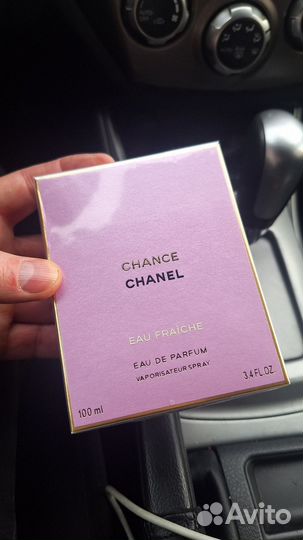 CHANCE
CHANEL
EAU FRAÎCHE
EAU DE PARFUM
VAPORISATEUR SPRAY
100 ml
3.4 FL.OZ
Avito